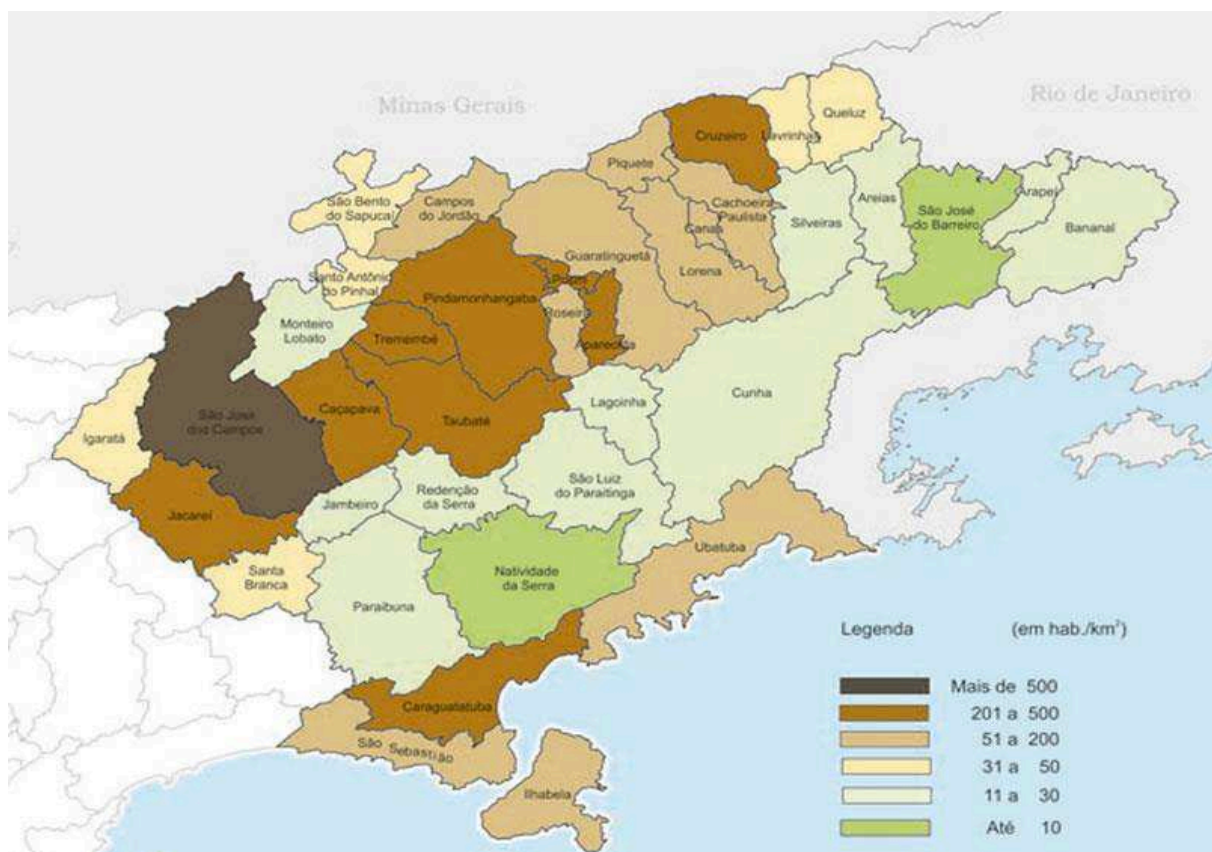 Minas Gerais
Rio de Janeiro
Queluz
Lavrinhas
Cruzeiro
Piquete
Cachoeira
Paulista
Canas
Silveiras
Areias
São José
do Barreiro
Arapeí
Bananal
São Bento
do Sapucaí
Campos
do Jordão
Guaratinguetá
Lorena
Santo Antônio
do Pinhal
Pindamonhangaba
Roseira
Aparecida
Monteiro
Lobato
Tremembé
Caçapava
Taubaté
Lagoinha
Cunha
São José
dos Campos
Igaratá
Jacareí
Jambeiro
Redenção
da Serra
São Luiz
do Paraitinga
Ubatuba
Santa
Branca
Paraibuna
Natividade
da Serra
Caraguatatuba
São Sebastião
Ilhabela
Legenda (em hab./km²)
Mais de 500
201 a 500
51 a 200
31 a 50
11 a 30
Até 10